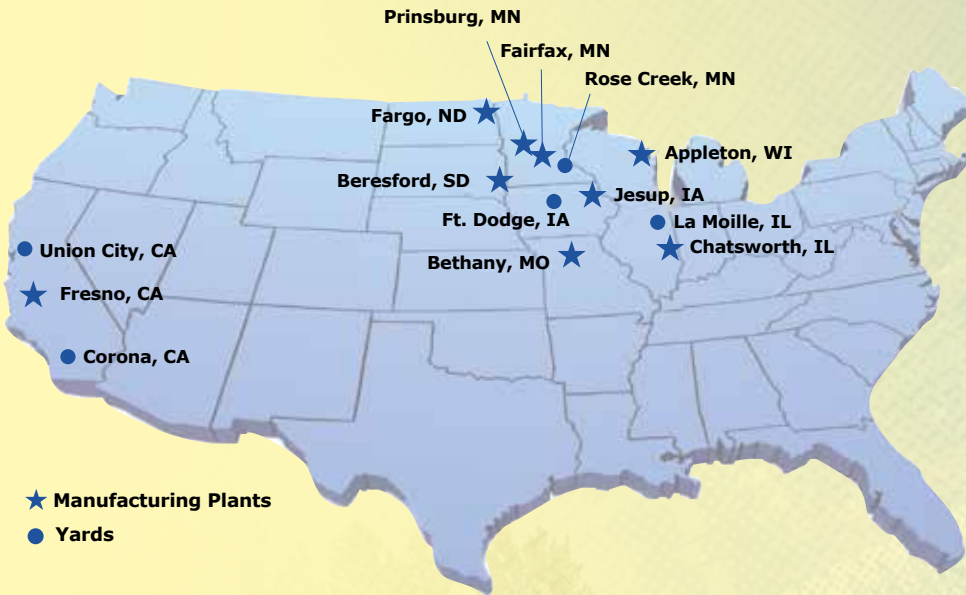 Prinsburg, MN
Fairfax, MN
Rose Creek, MN
Fargo, ND
Appleton, WI
Beresford, SD
Jesup, IA
Ft. Dodge, IA
La Moille, IL
Union City, CA
Chatsworth, IL
Bethany, MO
Fresno, CA
Corona, CA
Manufacturing Plants
Yards